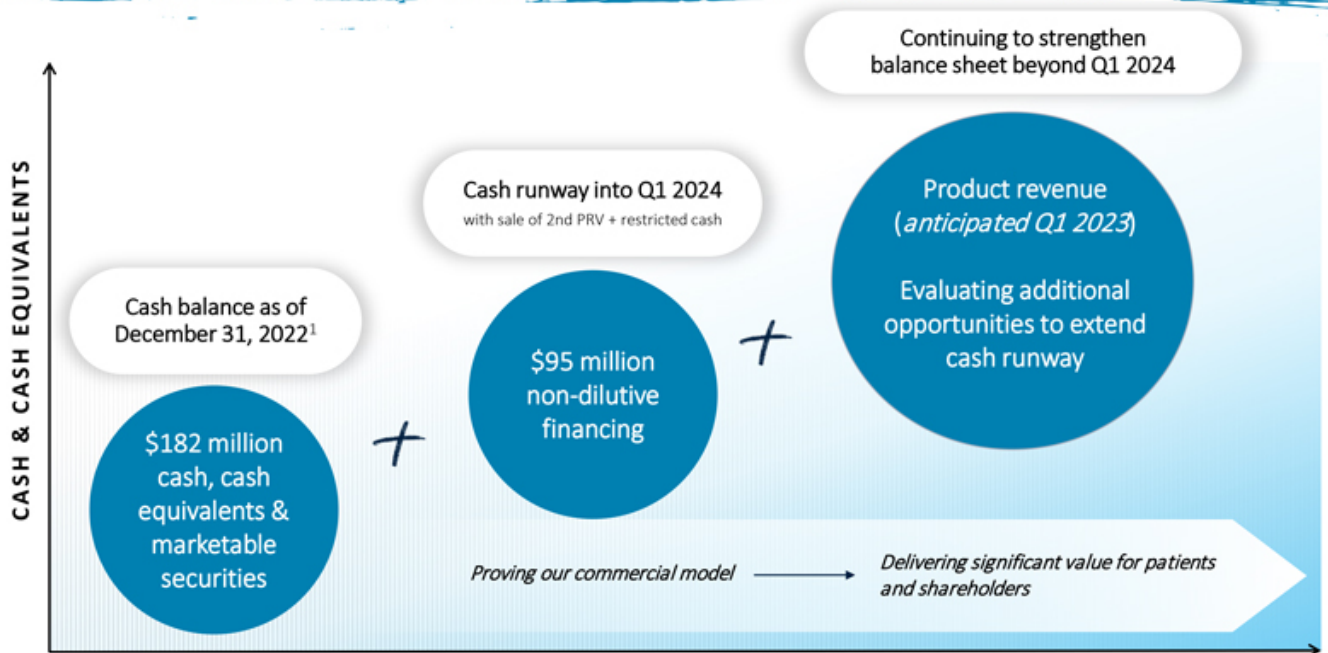 CASH & CASH EQUIVALENTS
Cash balance as of
December 31, 2022¹
$182 million
cash, cash
equivalents &
marketable
securities
+
Cash runway into Q1 2024
with sale of 2nd PRV + restricted cash
$95 million
non-dilutive
financing
+
Continuing to strengthen
balance sheet beyond Q1 2024
Product revenue
(anticipated Q1 2023)
Evaluating additional
opportunities to extend
cash runway
Proving our commercial model
Delivering significant value for patients
and shareholders